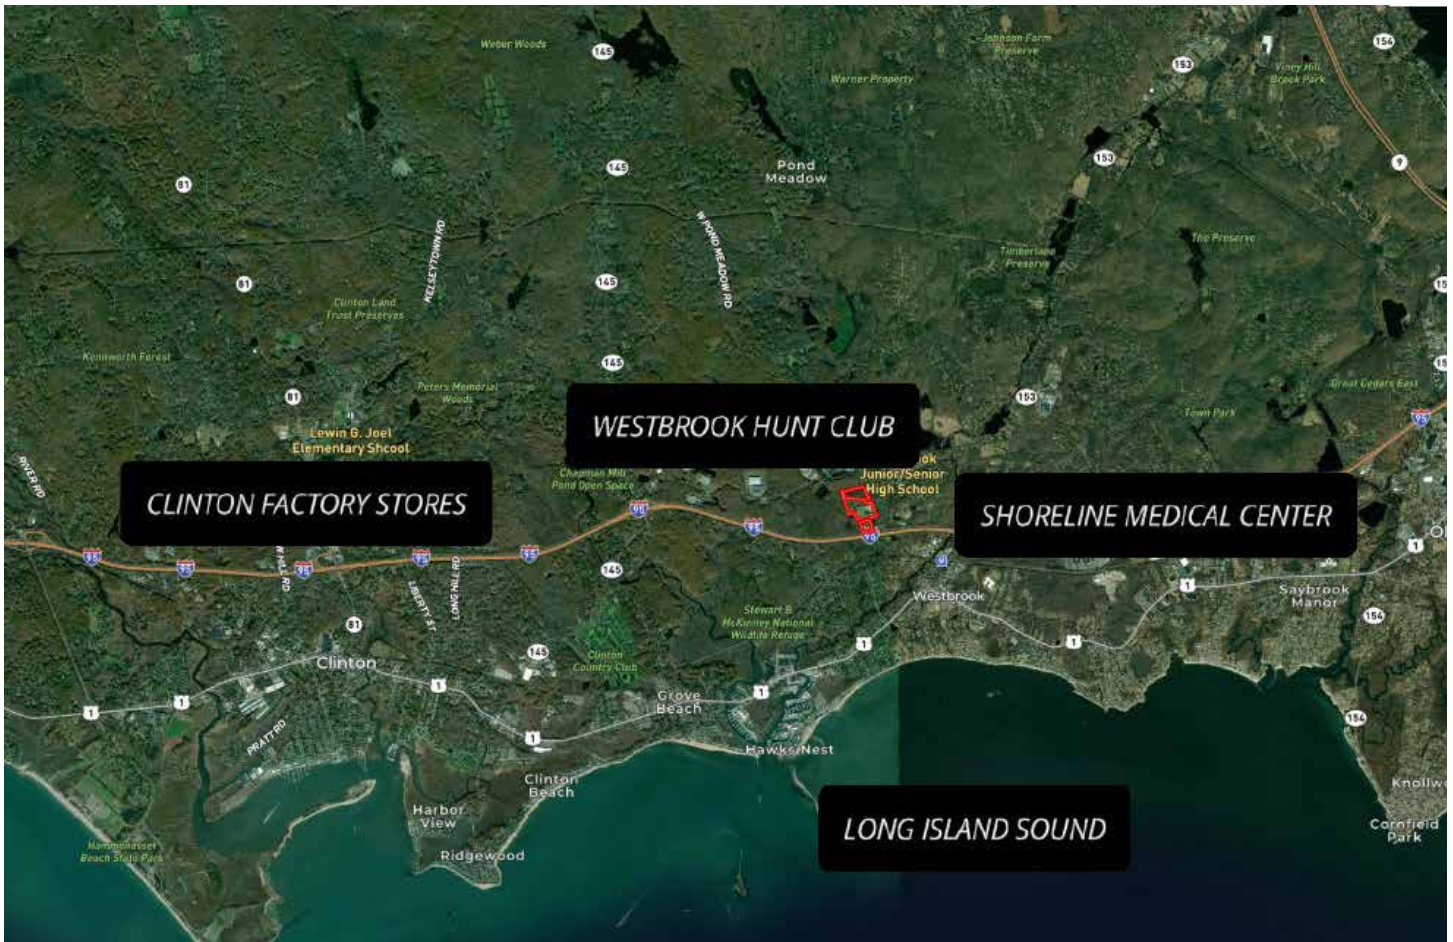 Weber Woods
145
Johnson Farm
Preserve
154
153
Viney Hill
Brook Park
Warner Property
145
Pond
Meadow
153
9
81
KELSEYTOWN RD
W POND MEADOW RD
The Preserve
Timberlane
Preserve
81
145
Clinton Land
Trust Preserves
Kenilworth Forest
145
Peters Memorial
Woods
81
153
Great Cedars East
Town Park
95
WESTBROOK HUNT CLUB
Lewin G. Joel
Elementary Shcool
RIVER RD
Chapman Mill
Pond Open Space
ook
Junior/Senior
High School
CLINTON FACTORY STORES
SHORELINE MEDICAL CENTER
95
95
95
95
95
95
95
95
W HILL RD
LIBERTY ST
LONG HILL RD
145
1
1
Westbrook
Saybrook
Manor
154
Stewart B
McKinney National
Wildlife Refuge
81
1
1
145
Clinton
Country Club
Clinton
1
1
1
Grove
Beach
1
154
PRATT RD
1
Hawks Nest
Clinton
Beach
Harbor
View
Ridgewood
Hammonasset
Beach State Park
LONG ISLAND SOUND
Knollwo
Cornfield
Park